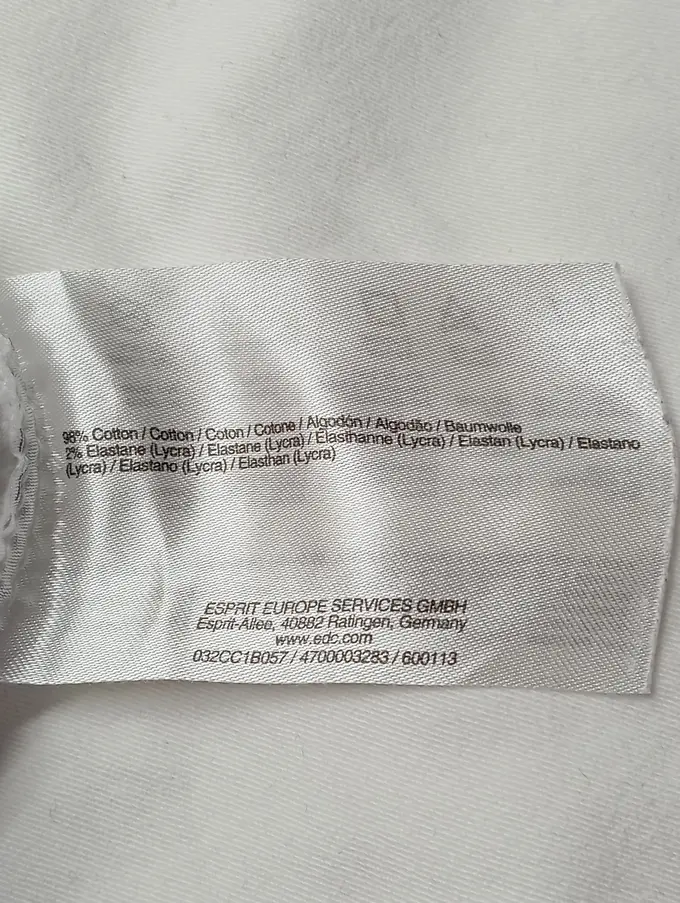 98% Cotton / Cotton / Coton / Cotone / Algodón / Algodão / Baumwolle
2% Elastane (Lycra) / Elastane (Lycra) / Elasthanne (Lycra) / Elastan (Lycra) / Elastano
(Lycra) / Elastano (Lycra) / Elasthan (Lycra)
ESPRIT EUROPE SERVICES GMBH
Esprit-Allee, 40882 Ratingen, Germany
www.edc.com
032CC1B057 / 4700003283 / 600113